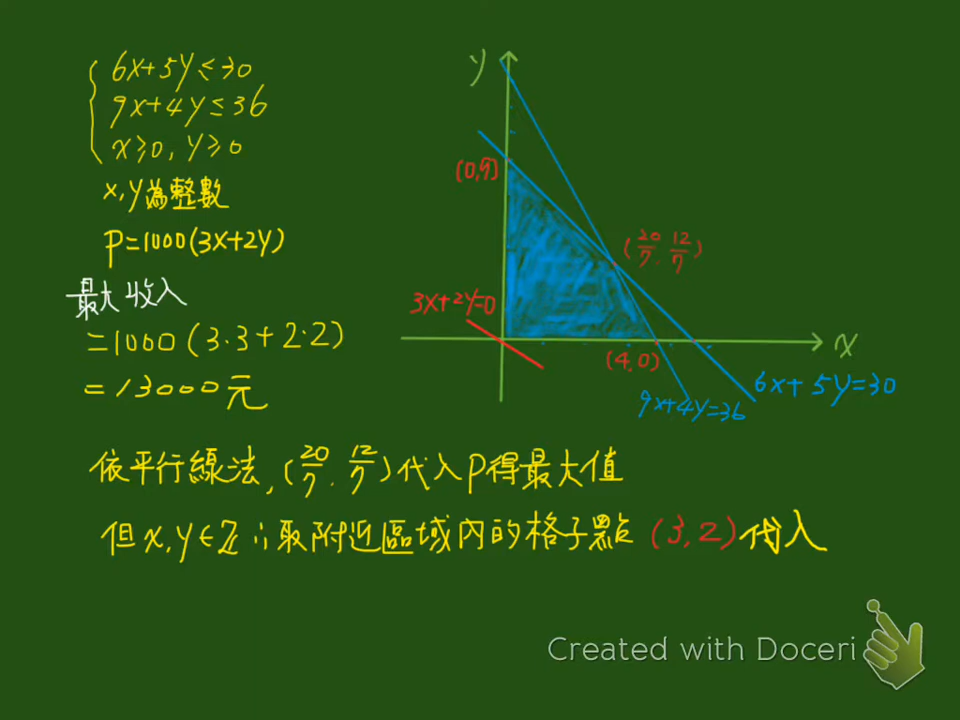 6x+5y≤30
9x+4y≤36
x≥0, y≥0
x,y為整數
P=1000(3x+2y)
最大收入
=1000(3·3+2·2)
=13000元
y
(0,9)
(20/7, 12/7)
3x+2y=0
(4,0)
x
6x+5y=30
9x+4y=36
依平行線法,(20/7, 12/7)代入P得最大值
但x,y∈ℤ ∴取附近區域內的格子點(3,2)代入
Created with Doceri